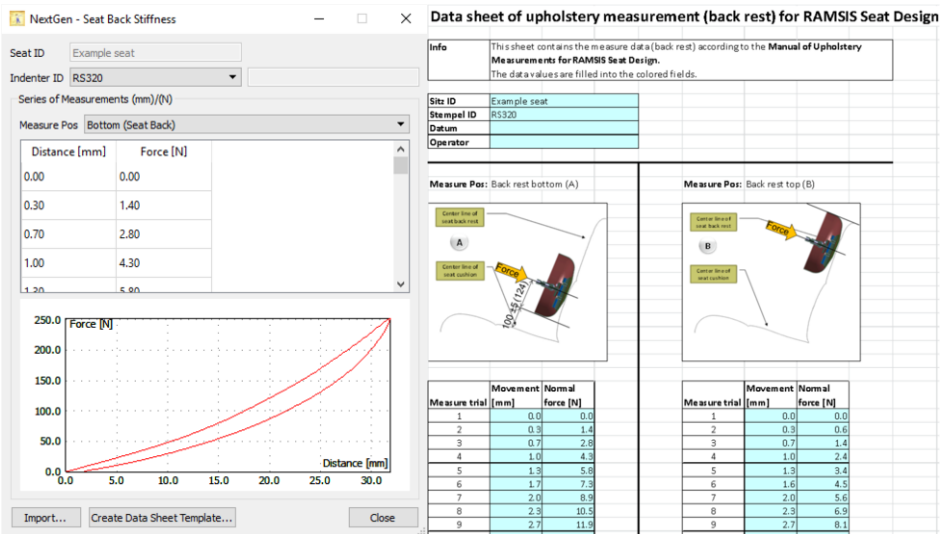 NextGen - Seat Back Stiffness
Seat ID Example seat
Indenter ID RS320
Series of Measurements (mm)/(N)
Measure Pos Bottom (Seat Back)
Distance [mm] Force [N]
0.00 0.00
0.30 1.40
0.70 2.80
1.00 4.30
1.30 5.80
250.0 Force [N]
200.0
150.0
100.0
50.0
0.0 Distance [mm]
0.0 5.0 10.0 15.0 20.0 25.0 30.0
Import... Create Data Sheet Template... Close
Data sheet of upholstery measurement (back rest) for RAMSIS Seat Design
Info This sheet contains the measure data (back rest) according to the Manual of Upholstery
Measurements for RAMSIS Seat Design.
The data values are filled into the colored fields.
Sitz ID Example seat
Stempel ID RS320
Datum
Operator
Measure Pos: Back rest bottom (A)
Center line of
seat back rest
A
Center line of
seat cushion
Force
100 ±5 (124)
Measure trial Movement [mm] Normal force [N]
1 0.0 0.0
2 0.3 1.4
3 0.7 2.8
4 1.0 4.3
5 1.3 5.8
6 1.7 7.3
7 2.0 8.9
8 2.3 10.5
9 2.7 11.9
Measure Pos: Back rest top (B)
Center line of
seat back rest
Force
B
Center line of
seat cushion
Measure trial Movement [mm] Normal force [N]
1 0.0 0.0
2 0.3 0.6
3 0.7 1.4
4 1.0 2.4
5 1.3 3.4
6 1.6 4.5
7 2.0 5.6
8 2.3 6.9
9 2.7 8.1